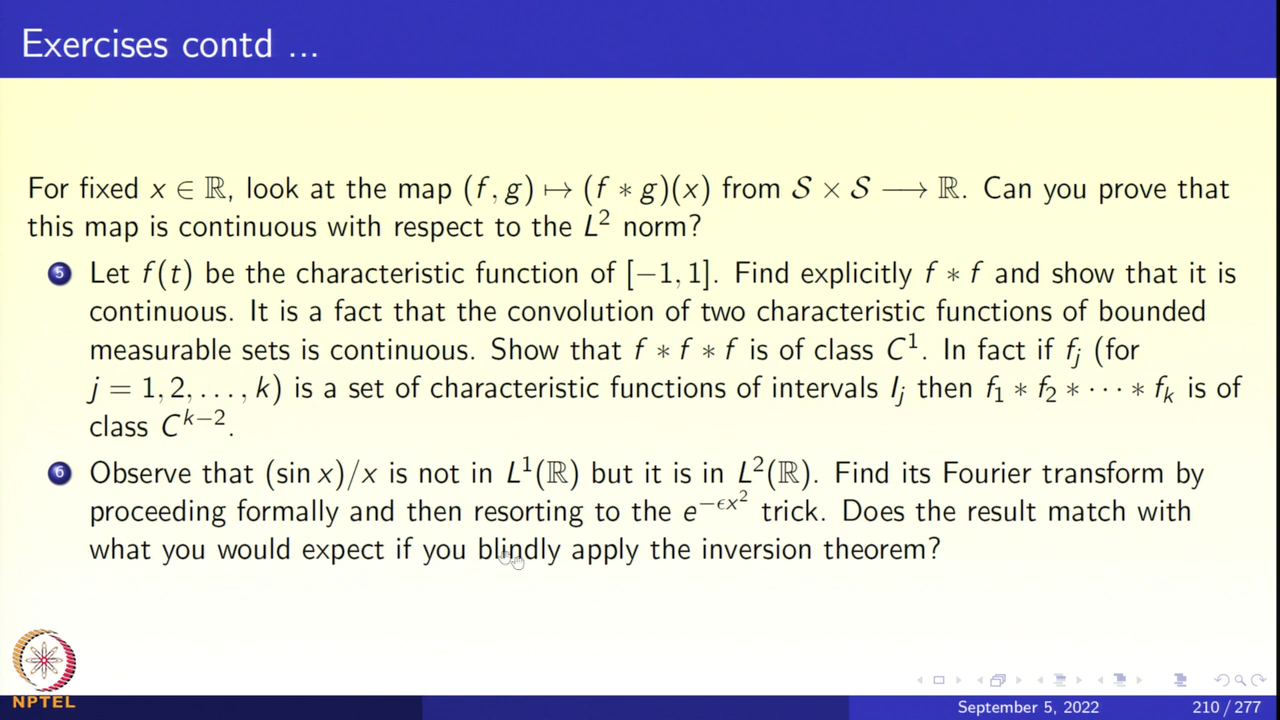 Exercises contd ...
For fixed x ∈ ℝ, look at the map (f, g) ↦ (f ∗ g)(x) from 𝒮 × 𝒮 ⟶ ℝ. Can you prove that
this map is continuous with respect to the L² norm?
5 Let f(t) be the characteristic function of [−1, 1]. Find explicitly f ∗ f and show that it is
continuous. It is a fact that the convolution of two characteristic functions of bounded
measurable sets is continuous. Show that f ∗ f ∗ f is of class C¹. In fact if fⱼ (for
j = 1, 2, . . . , k) is a set of characteristic functions of intervals Iⱼ then f₁ ∗ f₂ ∗ · · · ∗ fₖ is of
class C^{k−2}.
6 Observe that (sin x)/x is not in L¹(ℝ) but it is in L²(ℝ). Find its Fourier transform by
proceeding formally and then resorting to the e^{−ϵx²} trick. Does the result match with
what you would expect if you blindly apply the inversion theorem?
NPTEL
September 5, 2022 210 / 277